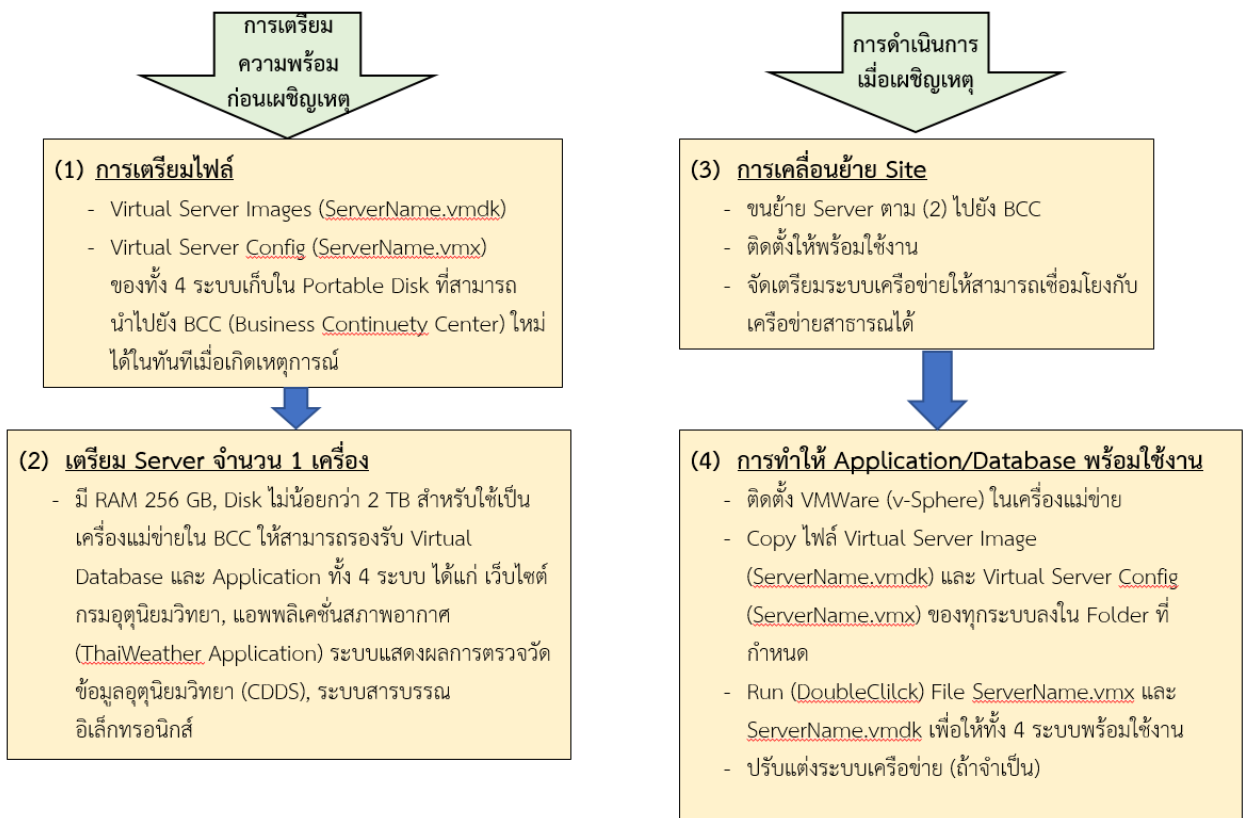 การเตรียม
ความพร้อม
ก่อนเผชิญเหตุ
(1) การเตรียมไฟล์
- Virtual Server Images (ServerName.vmdk)
- Virtual Server Config (ServerName.vmx)
ของทั้ง 4 ระบบเก็บใน Portable Disk ที่สามารถ
นำไปยัง BCC (Business Continuety Center) ใหม่
ได้ในทันทีเมื่อเกิดเหตุการณ์
(2) เตรียม Server จำนวน 1 เครื่อง
- มี RAM 256 GB, Disk ไม่น้อยกว่า 2 TB สำหรับใช้เป็น
เครื่องแม่ข่ายใน BCC ให้สามารถรองรับ Virtual
Database และ Application ทั้ง 4 ระบบ ได้แก่ เว็บไซต์
กรมอุตุนิยมวิทยา, แอพพลิเคชั่นสภาพอากาศ
(ThaiWeather Application) ระบบแสดงผลการตรวจวัด
ข้อมูลอุตุนิยมวิทยา (CDDS), ระบบสารบรรณ
อิเล็กทรอนิกส์
การดำเนินการ
เมื่อเผชิญเหตุ
(3) การเคลื่อนย้าย Site
- ขนย้าย Server ตาม (2) ไปยัง BCC
- ติดตั้งให้พร้อมใช้งาน
- จัดเตรียมระบบเครือข่ายให้สามารถเชื่อมโยงกับ
เครือข่ายสาธารณได้
(4) การทำให้ Application/Database พร้อมใช้งาน
- ติดตั้ง VMWare (v-Sphere) ในเครื่องแม่ข่าย
- Copy ไฟล์ Virtual Server Image
(ServerName.vmdk) และ Virtual Server Config
(ServerName.vmx) ของทุกระบบลงใน Folder ที่
กำหนด
- Run (DoubleClilck) File ServerName.vmx และ
ServerName.vmdk เพื่อให้ทั้ง 4 ระบบพร้อมใช้งาน
- ปรับแต่งระบบเครือข่าย (ถ้าจำเป็น)